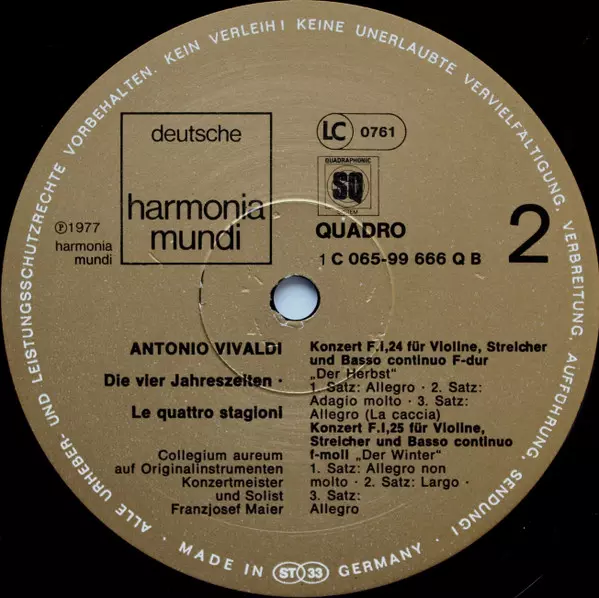 ALLE URHEBER- UND LEISTUNGSSCHUTZRECHTE VORBEHALTEN. KEIN VERLEIH! KEINE UNERLAUBTE VERVIELFÄLTIGUNG, VERBREITUNG, AUFFÜHRUNG, SENDUNG!
deutsche
harmonia
mundi
℗ 1977
harmonia
mundi
LC 0761
QUADRAPHONIC
SQ
SYSTEM
QUADRO
1 C 065-99 666 Q B
2
ANTONIO VIVALDI
Die vier Jahreszeiten ·
Le quattro stagioni
Collegium aureum
auf Originalinstrumenten
Konzertmeister
und Solist
Franzjosef Maier
Konzert F.I,24 für Violine, Streicher
und Basso continuo F-dur
„Der Herbst"
1. Satz: Allegro · 2. Satz:
Adagio molto · 3. Satz:
Allegro (La caccia)
Konzert F.I,25 für Violine,
Streicher und Basso continuo
f-moll „Der Winter"
1. Satz: Allegro non
molto · 2. Satz: Largo ·
3. Satz:
Allegro
· MADE IN ST 33 GERMANY ·